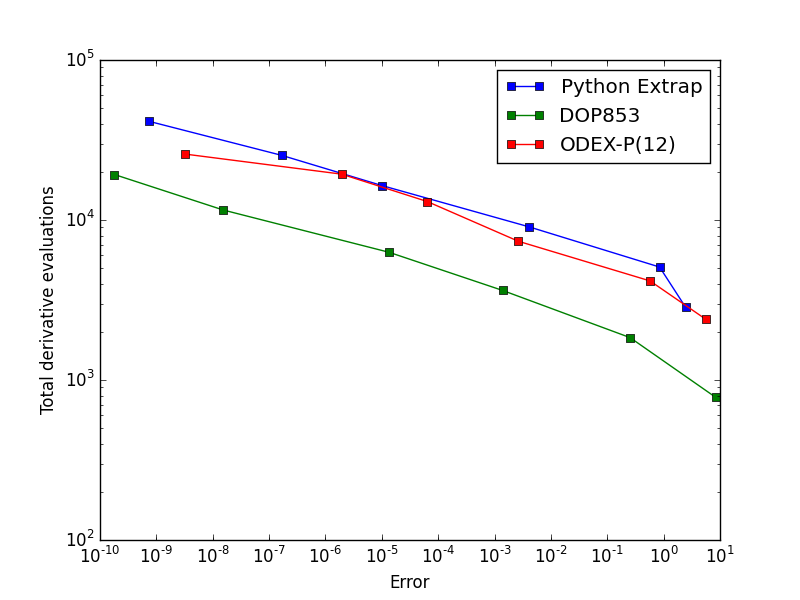 Python Extrap
DOP853
ODEX-P(12)
10^5
10^4
10^3
10^2
Total derivative evaluations
10^-10 10^-9 10^-8 10^-7 10^-6 10^-5 10^-4 10^-3 10^-2 10^-1 10^0 10^1
Error